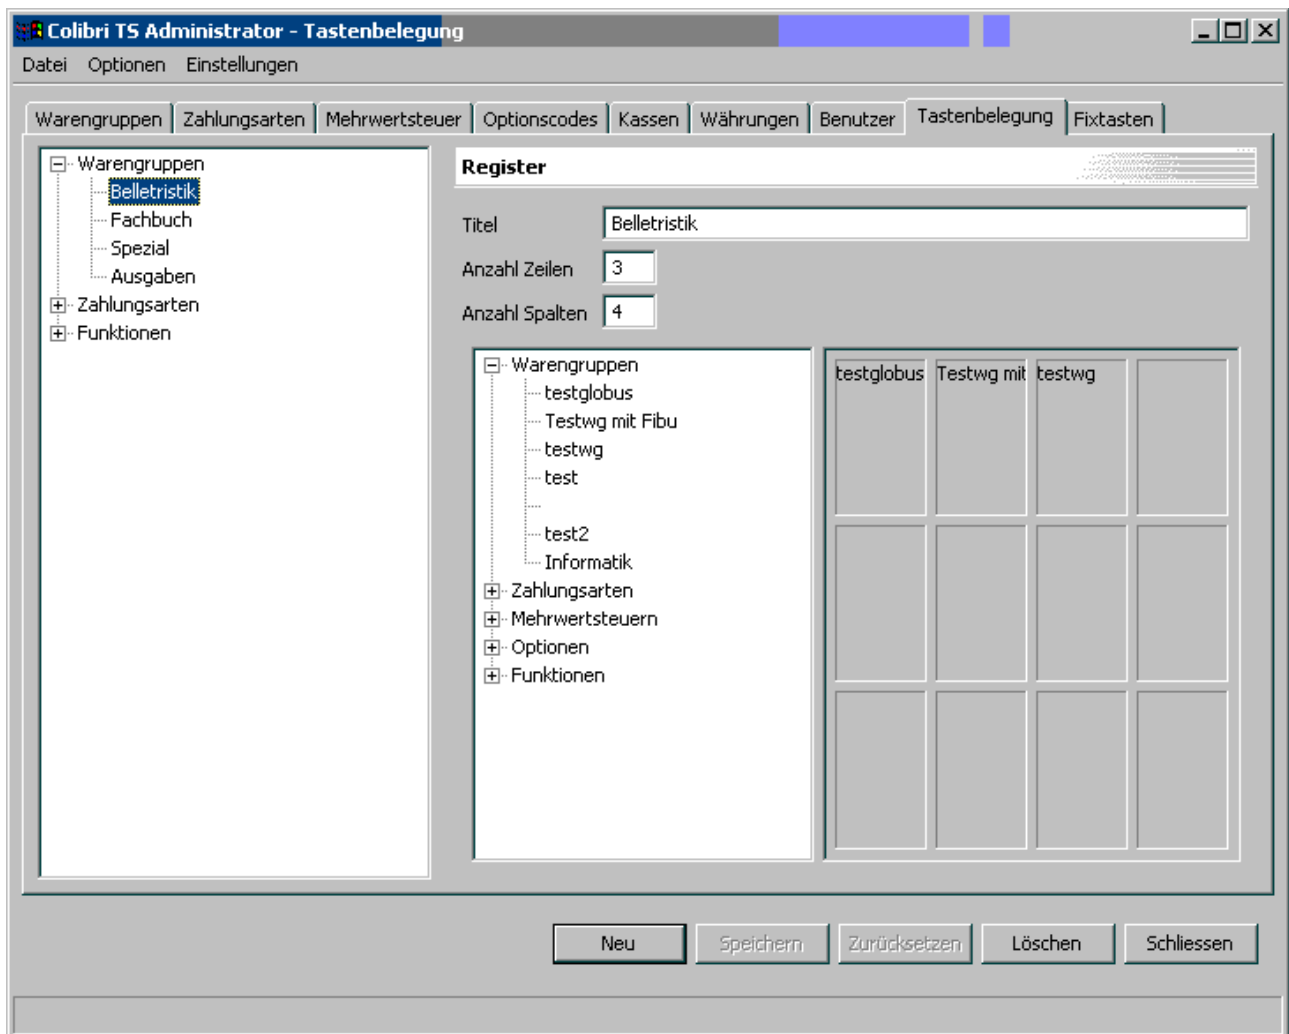 Colibri TS Administrator - Tastenbelegung
Datei Optionen Einstellungen
Warengruppen Zahlungsarten Mehrwertsteuer Optionscodes Kassen Währungen Benutzer Tastenbelegung Fixtasten
Warengruppen
Belletristik
Fachbuch
Spezial
Ausgaben
Zahlungsarten
Funktionen
Register
Titel Belletristik
Anzahl Zeilen 3
Anzahl Spalten 4
Warengruppen
testglobus
Testwg mit Fibu
testwg
test
test2
Informatik
Zahlungsarten
Mehrwertsteuern
Optionen
Funktionen
testglobus Testwg mit testwg
Neu Speichern Zurücksetzen Löschen Schliessen